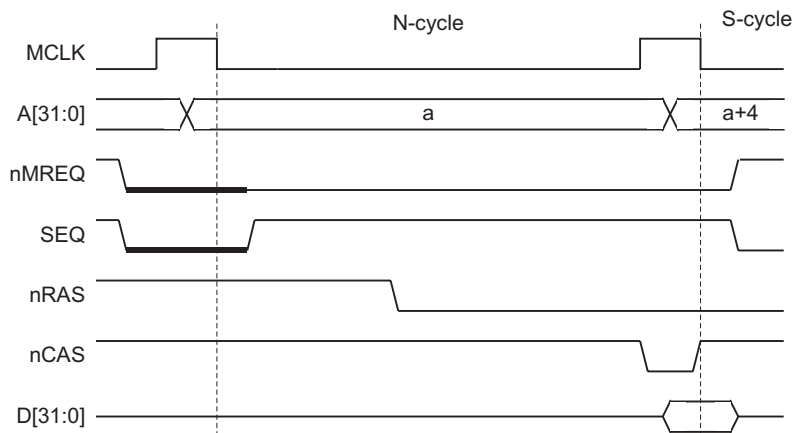 N-cycle
S-cycle
MCLK
A[31:0]
a
a+4
nMREQ
SEQ
nRAS
nCAS
D[31:0]